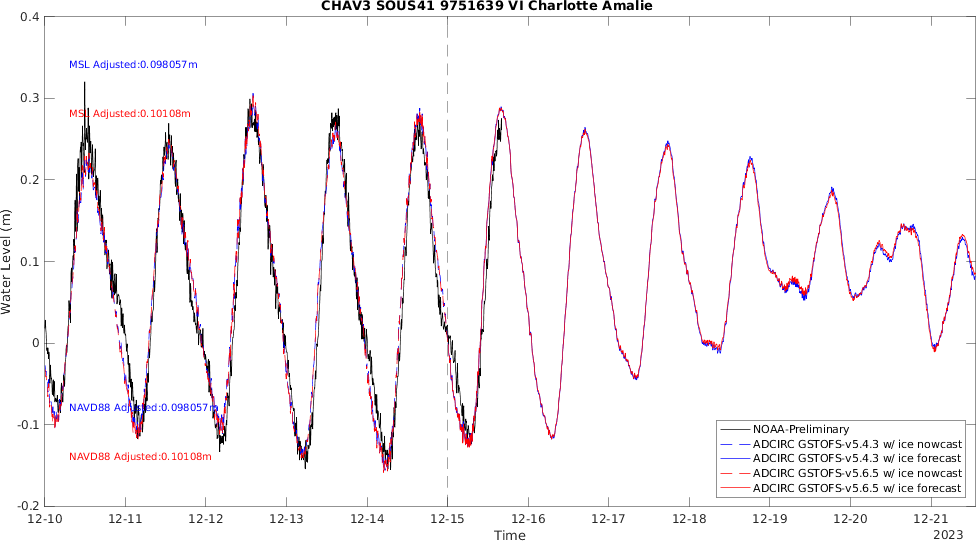 CHAV3 SOUS41 9751639 VI Charlotte Amalie
0.4
0.3
0.2
0.1
0
-0.1
-0.2
Water Level (m)
MSL Adjusted:0.098057m
MSL Adjusted:0.10108m
NAVD88 Adjusted:0.098057m
NAVD88 Adjusted:0.10108m
NOAA-Preliminary
ADCIRC GSTOFS-v5.4.3 w/ ice nowcast
ADCIRC GSTOFS-v5.4.3 w/ ice forecast
ADCIRC GSTOFS-v5.6.5 w/ ice nowcast
ADCIRC GSTOFS-v5.6.5 w/ ice forecast
12-10 12-11 12-12 12-13 12-14 12-15 12-16 12-17 12-18 12-19 12-20 12-21
Time
2023